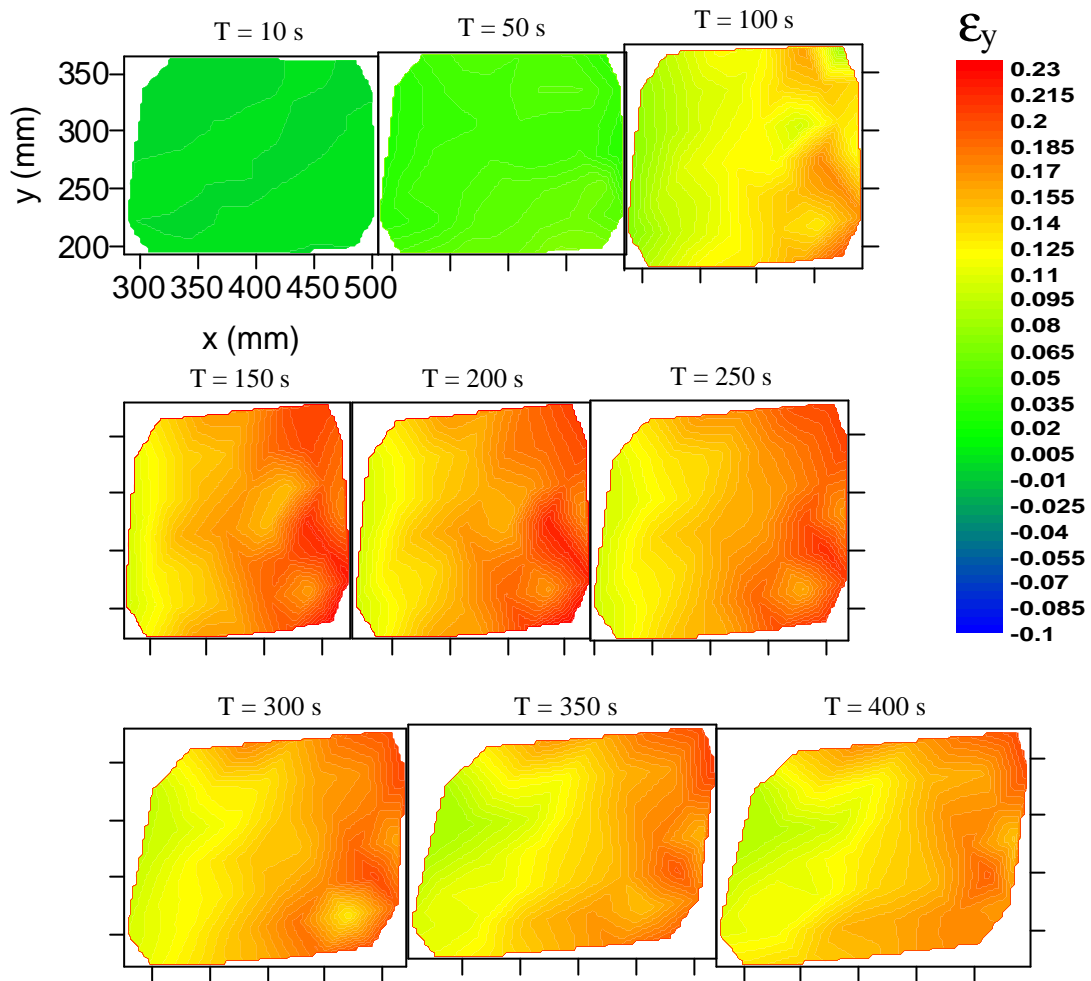 T = 10 s
T = 50 s
T = 100 s
εy
350
300
250
200
y (mm)
300 350 400 450 500
x (mm)
0.23
0.215
0.2
0.185
0.17
0.155
0.14
0.125
0.11
0.095
0.08
0.065
0.05
0.035
0.02
0.005
-0.01
-0.025
-0.04
-0.055
-0.07
-0.085
-0.1
T = 150 s
T = 200 s
T = 250 s
T = 300 s
T = 350 s
T = 400 s